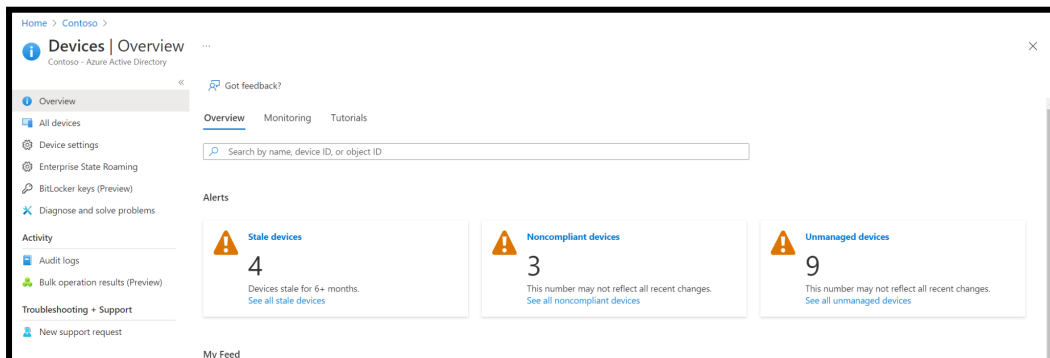 Home > Contoso >
Devices | Overview ...
Contoso - Azure Active Directory
«
Overview
All devices
Device settings
Enterprise State Roaming
BitLocker keys (Preview)
Diagnose and solve problems
Activity
Audit logs
Bulk operation results (Preview)
Troubleshooting + Support
New support request
Got feedback?
Overview Monitoring Tutorials
Search by name, device ID, or object ID
Alerts
Stale devices
4
Devices stale for 6+ months.
See all stale devices
Noncompliant devices
3
This number may not reflect all recent changes.
See all noncompliant devices
Unmanaged devices
9
This number may not reflect all recent changes.
See all unmanaged devices
My Feed